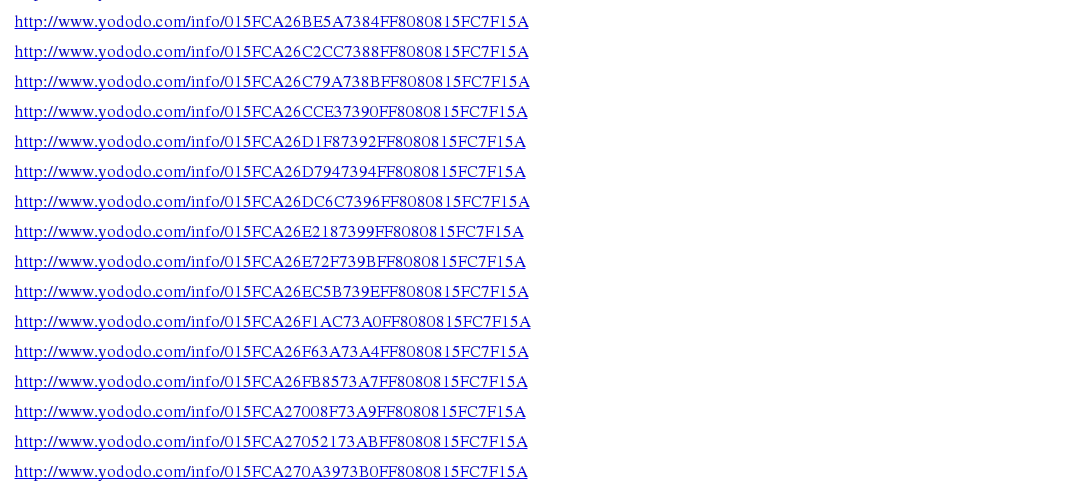 http://www.yododo.com/info/015FCA26BE5A7384FF8080815FC7F15A
http://www.yododo.com/info/015FCA26C2CC7388FF8080815FC7F15A
http://www.yododo.com/info/015FCA26C79A738BFF8080815FC7F15A
http://www.yododo.com/info/015FCA26CCE37390FF8080815FC7F15A
http://www.yododo.com/info/015FCA26D1F87392FF8080815FC7F15A
http://www.yododo.com/info/015FCA26D7947394FF8080815FC7F15A
http://www.yododo.com/info/015FCA26DC6C7396FF8080815FC7F15A
http://www.yododo.com/info/015FCA26E2187399FF8080815FC7F15A
http://www.yododo.com/info/015FCA26E72F739BFF8080815FC7F15A
http://www.yododo.com/info/015FCA26EC5B739EFF8080815FC7F15A
http://www.yododo.com/info/015FCA26F1AC73A0FF8080815FC7F15A
http://www.yododo.com/info/015FCA26F63A73A4FF8080815FC7F15A
http://www.yododo.com/info/015FCA26FB8573A7FF8080815FC7F15A
http://www.yododo.com/info/015FCA27008F73A9FF8080815FC7F15A
http://www.yododo.com/info/015FCA27052173ABFF8080815FC7F15A
http://www.yododo.com/info/015FCA270A3973B0FF8080815FC7F15A